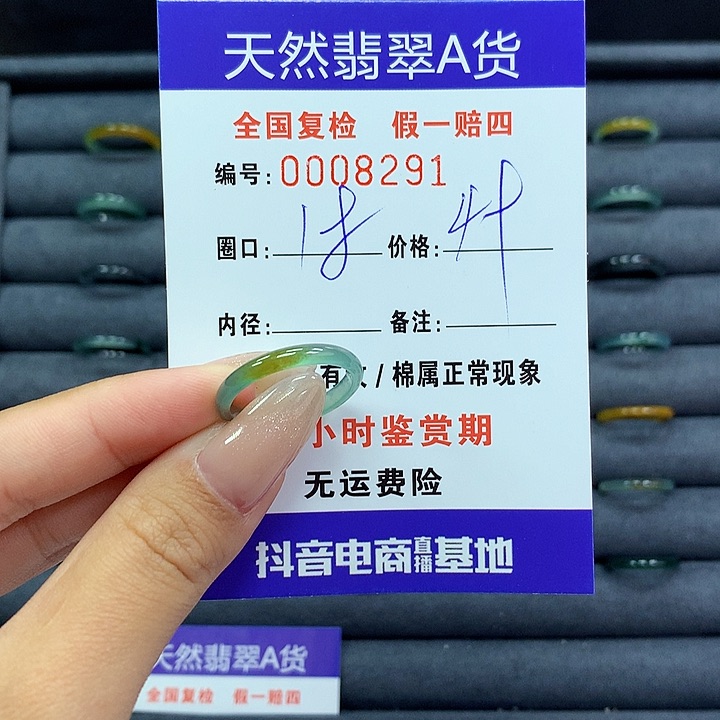 天然翡翠A货
全国复检 假一赔四
编号: 0008291
圈口: 18 价格:
内径: 备注:
有纹/棉属正常现象
小时鉴赏期
无运费险
抖音电商直播基地
天然翡翠A货
全国复检 假一赔四